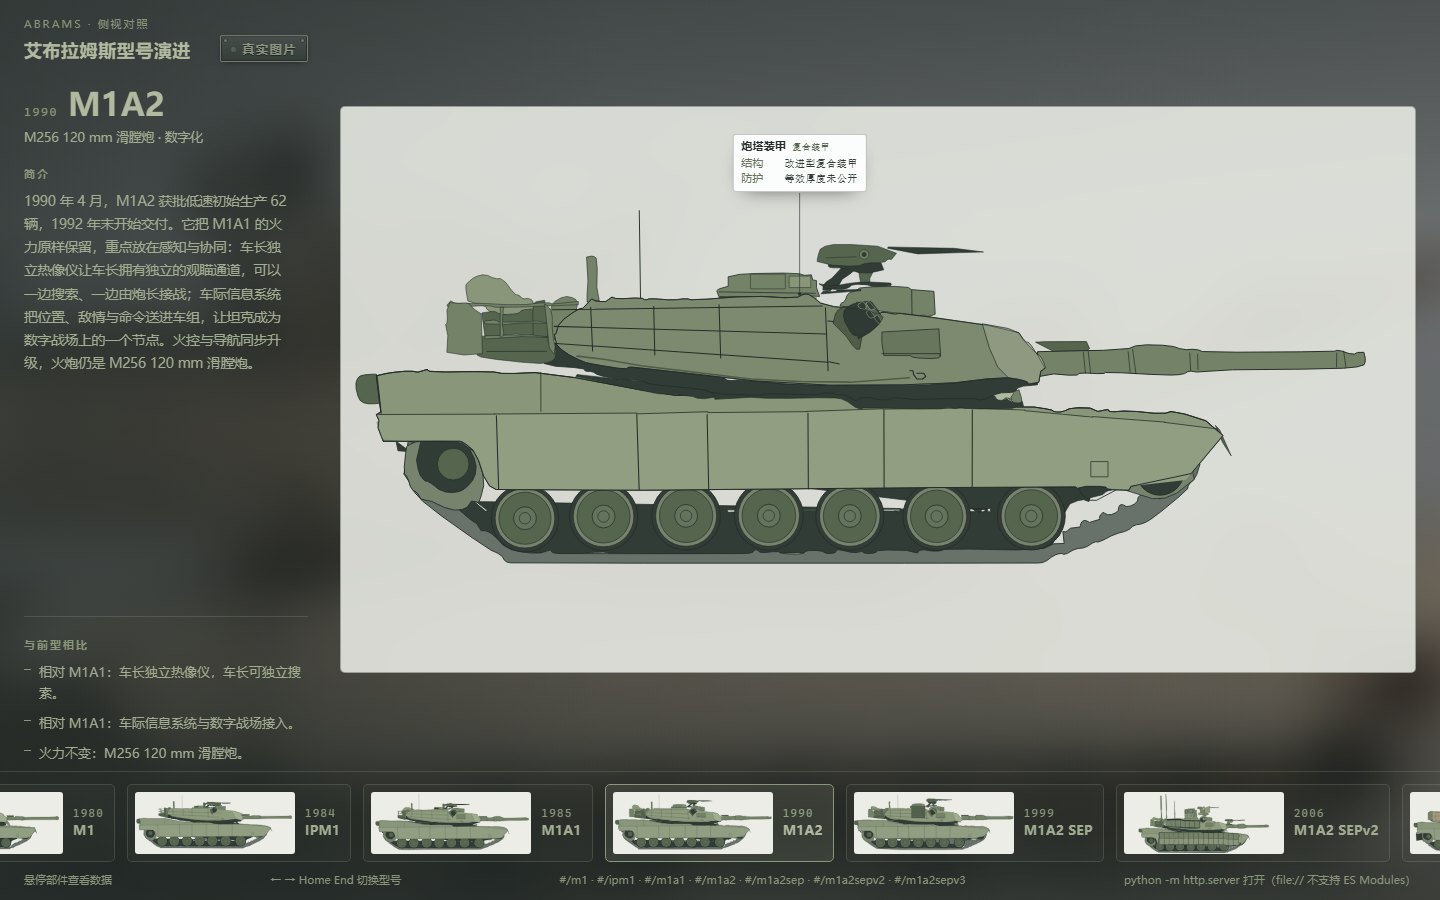 ABRAMS · 侧视对照
艾布拉姆斯型号演进
真实图片
1990 M1A2
M256 120 mm 滑膛炮 · 数字化
简介
1990 年 4 月，M1A2 获批低速初始生产 62
辆，1992 年末开始交付。它把 M1A1 的火
力原样保留，重点放在感知与协同：车长独
立热像仪让车长拥有独立的观瞄通道，可以
一边搜索、一边由炮长接战；车际信息系统
把位置、敌情与命令送进车组，让坦克成为
数字战场上的一个节点。火控与导航同步升
级，火炮仍是 M256 120 mm 滑膛炮。
炮塔装甲 复合装甲
结构 改进型复合装甲
防护 等效厚度未公开
与前型相比
– 相对 M1A1：车长独立热像仪，车长可独立搜
索。
– 相对 M1A1：车际信息系统与数字战场接入。
– 火力不变：M256 120 mm 滑膛炮。
1980
M1
1984
IPM1
1985
M1A1
1990
M1A2
1999
M1A2 SEP
2006
M1A2 SEPv2
悬停部件查看数据
← → Home End 切换型号
#/m1 · #/ipm1 · #/m1a1 · #/m1a2 · #/m1a2sep · #/m1a2sepv2 · #/m1a2sepv3
python -m http.server 打开（file:// 不支持 ES Modules）